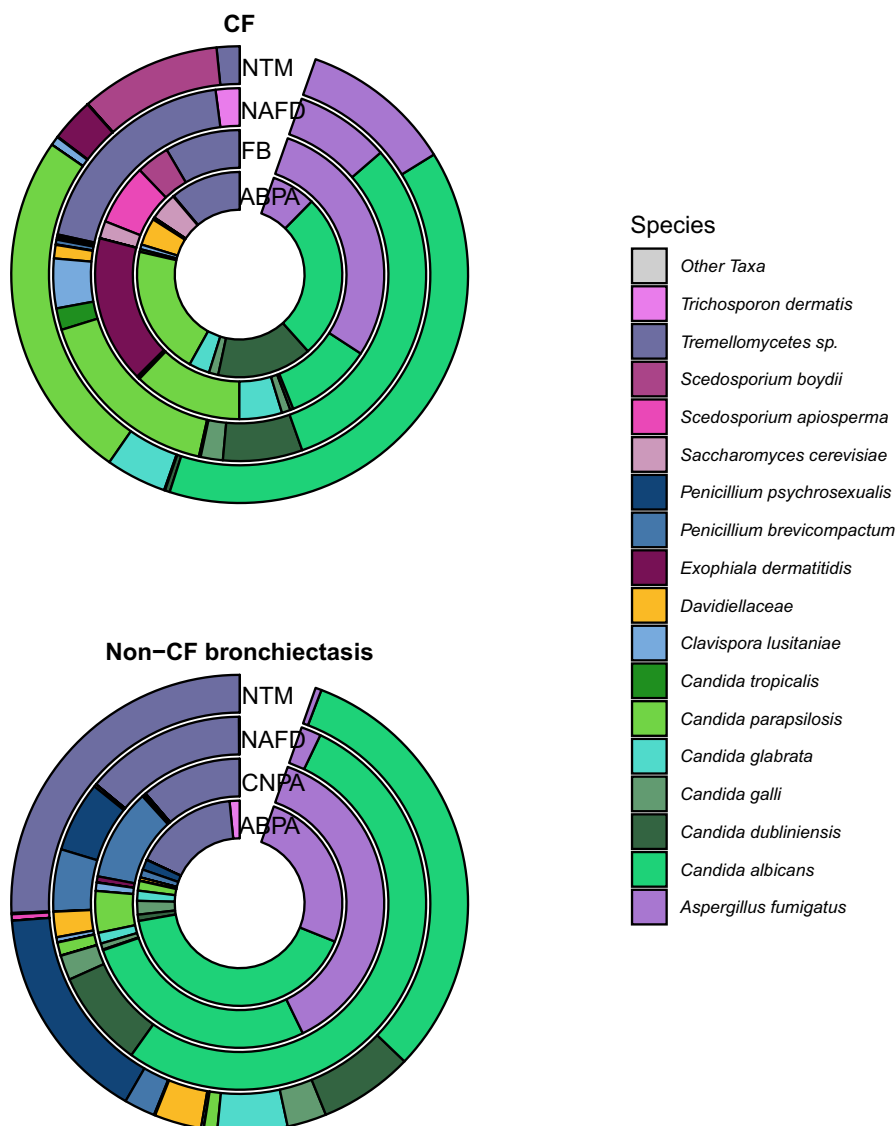 CF
NTM
NAFD
FB
ABPA
Species
Other Taxa
Trichosporon dermatis
Tremellomycetes sp.
Scedosporium boydii
Scedosporium apiosperma
Saccharomyces cerevisiae
Penicillium psychrosexualis
Penicillium brevicompactum
Exophiala dermatitidis
Davidiellaceae
Clavispora lusitaniae
Candida tropicalis
Candida parapsilosis
Candida glabrata
Candida galli
Candida dubliniensis
Candida albicans
Aspergillus fumigatus
Non−CF bronchiectasis
NTM
NAFD
CNPA
ABPA